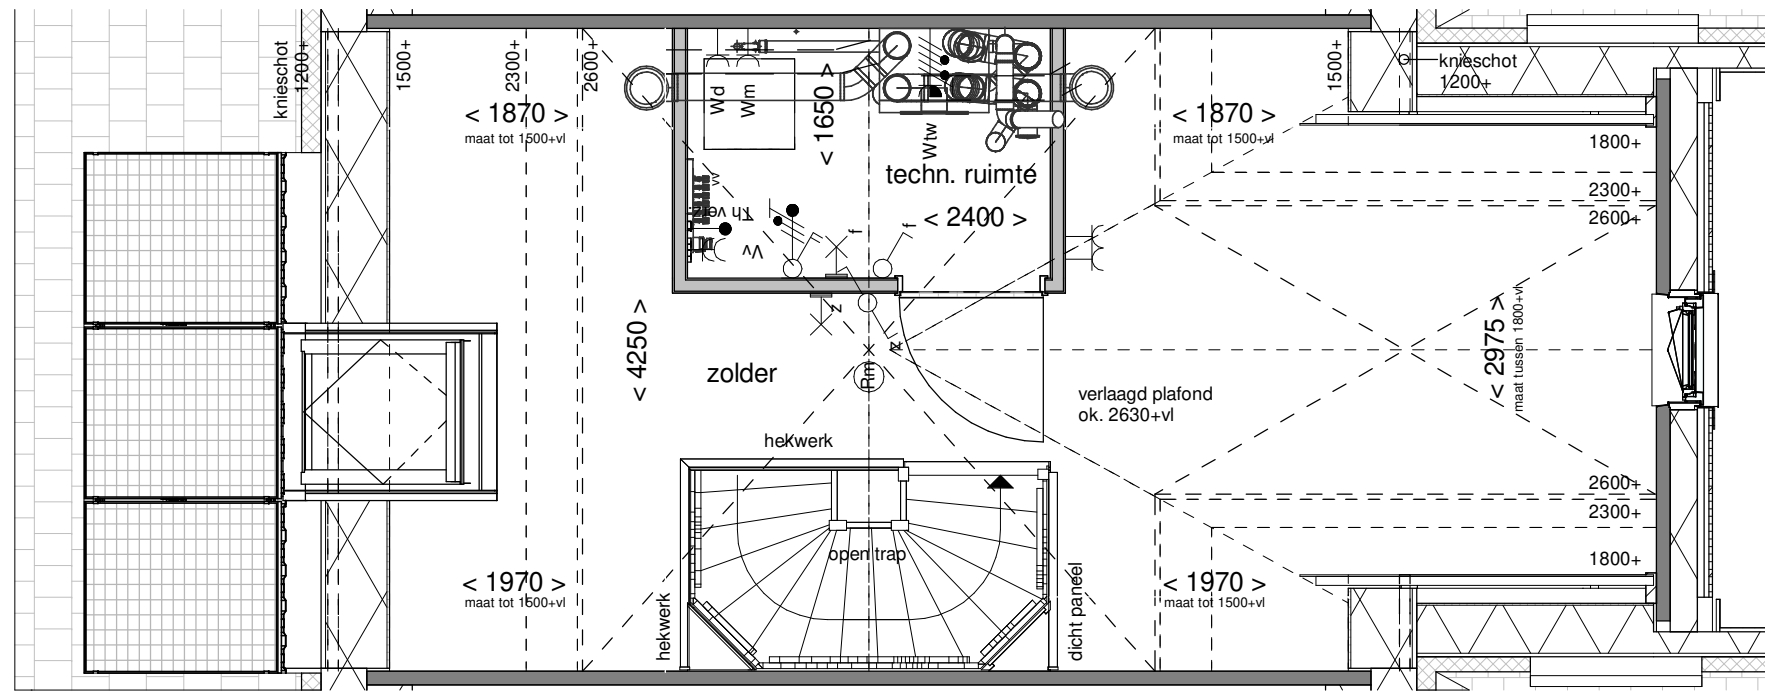 knieschot
1200+
1500+
2300+
2600+
< 1870 >
maat tot 1500+vl
Wd
Wm
< 1650 >
Wtw
techn. ruimte
< 2400 >
Th verz.
Vv
f
f
z
z
Rm
< 1870 >
maat tot 1500+vl
1500+
knieschot
1200+
1800+
2300+
2600+
< 4250 >
zolder
verlaagd plafond
ok. 2630+vl
< 2975 >
maat tussen 1800+vl
hekwerk
open trap
hekwerk
dicht paneel
< 1970 >
maat tot 1500+vl
< 1970 >
maat tot 1500+vl
2600+
2300+
1800+